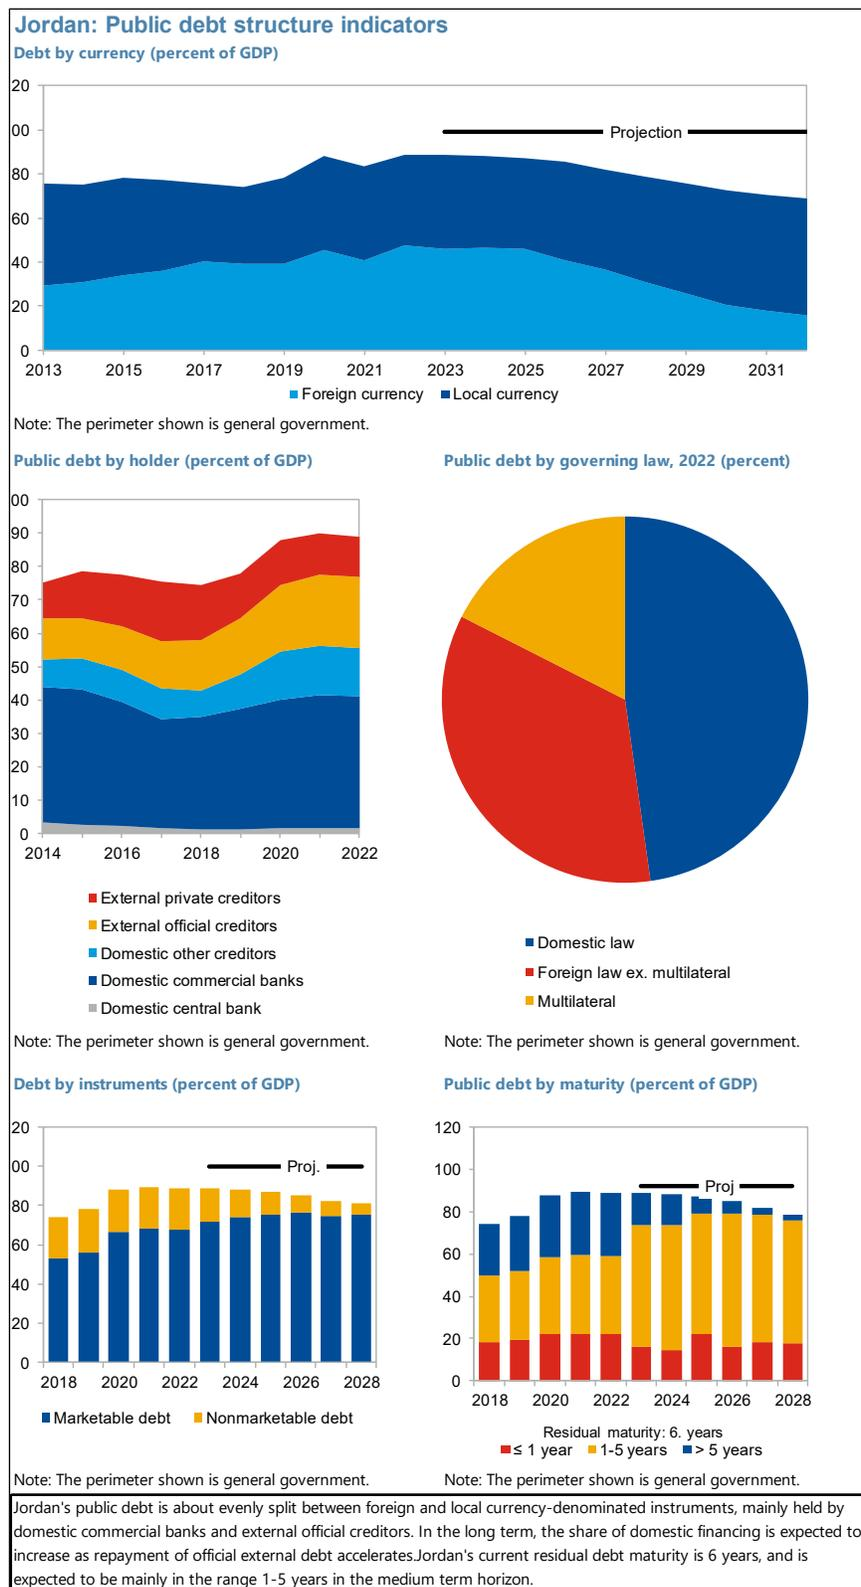 Jordan: Public debt structure indicators
Debt by currency (percent of GDP)
20
00
Projection
80
60
40
20
0
2013 2015 2017 2019 2021 2023 2025 2027 2029 2031
Foreign currency Local currency
Note: The perimeter shown is general government.
Public debt by holder (percent of GDP)
00
90
80
70
60
50
40
30
20
10
0
2014 2016 2018 2020 2022
External private creditors
External official creditors
Domestic other creditors
Domestic commercial banks
Domestic central bank
Note: The perimeter shown is general government.
Public debt by governing law, 2022 (percent)
Domestic law
Foreign law ex. multilateral
Multilateral
Note: The perimeter shown is general government.
Debt by instruments (percent of GDP)
20
00
Proj.
80
60
40
20
0
2018 2020 2022 2024 2026 2028
Marketable debt Nonmarketable debt
Note: The perimeter shown is general government.
Public debt by maturity (percent of GDP)
120
100
Proj
80
60
40
20
0
2018 2020 2022 2024 2026 2028
Residual maturity: 6. years
≤ 1 year 1-5 years > 5 years
Note: The perimeter shown is general government.
Jordan's public debt is about evenly split between foreign and local currency-denominated instruments, mainly held by
domestic commercial banks and external official creditors. In the long term, the share of domestic financing is expected to
increase as repayment of official external debt accelerates.Jordan's current residual debt maturity is 6 years, and is
expected to be mainly in the range 1-5 years in the medium term horizon.